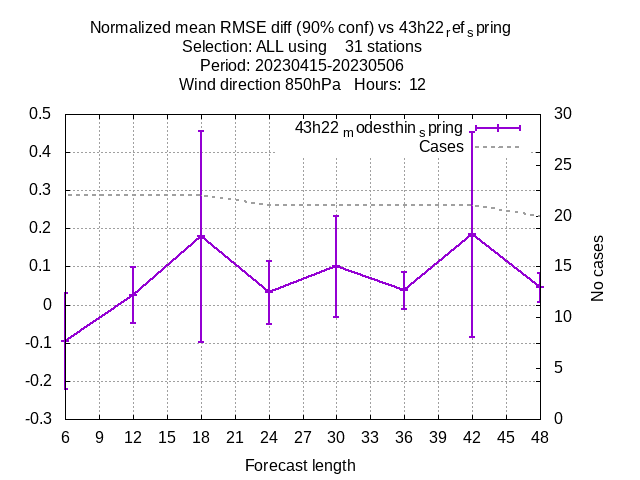 Normalized mean RMSE diff (90% conf) vs 43h22refspring
Selection: ALL using 31 stations
Period: 20230415-20230506
Wind direction 850hPa Hours: 12
43h22modesthinspring
Cases
0.5
0.4
0.3
0.2
0.1
0
-0.1
-0.2
-0.3
30
25
20
15
10
5
0
No cases
6 9 12 15 18 21 24 27 30 33 36 39 42 45 48
Forecast length